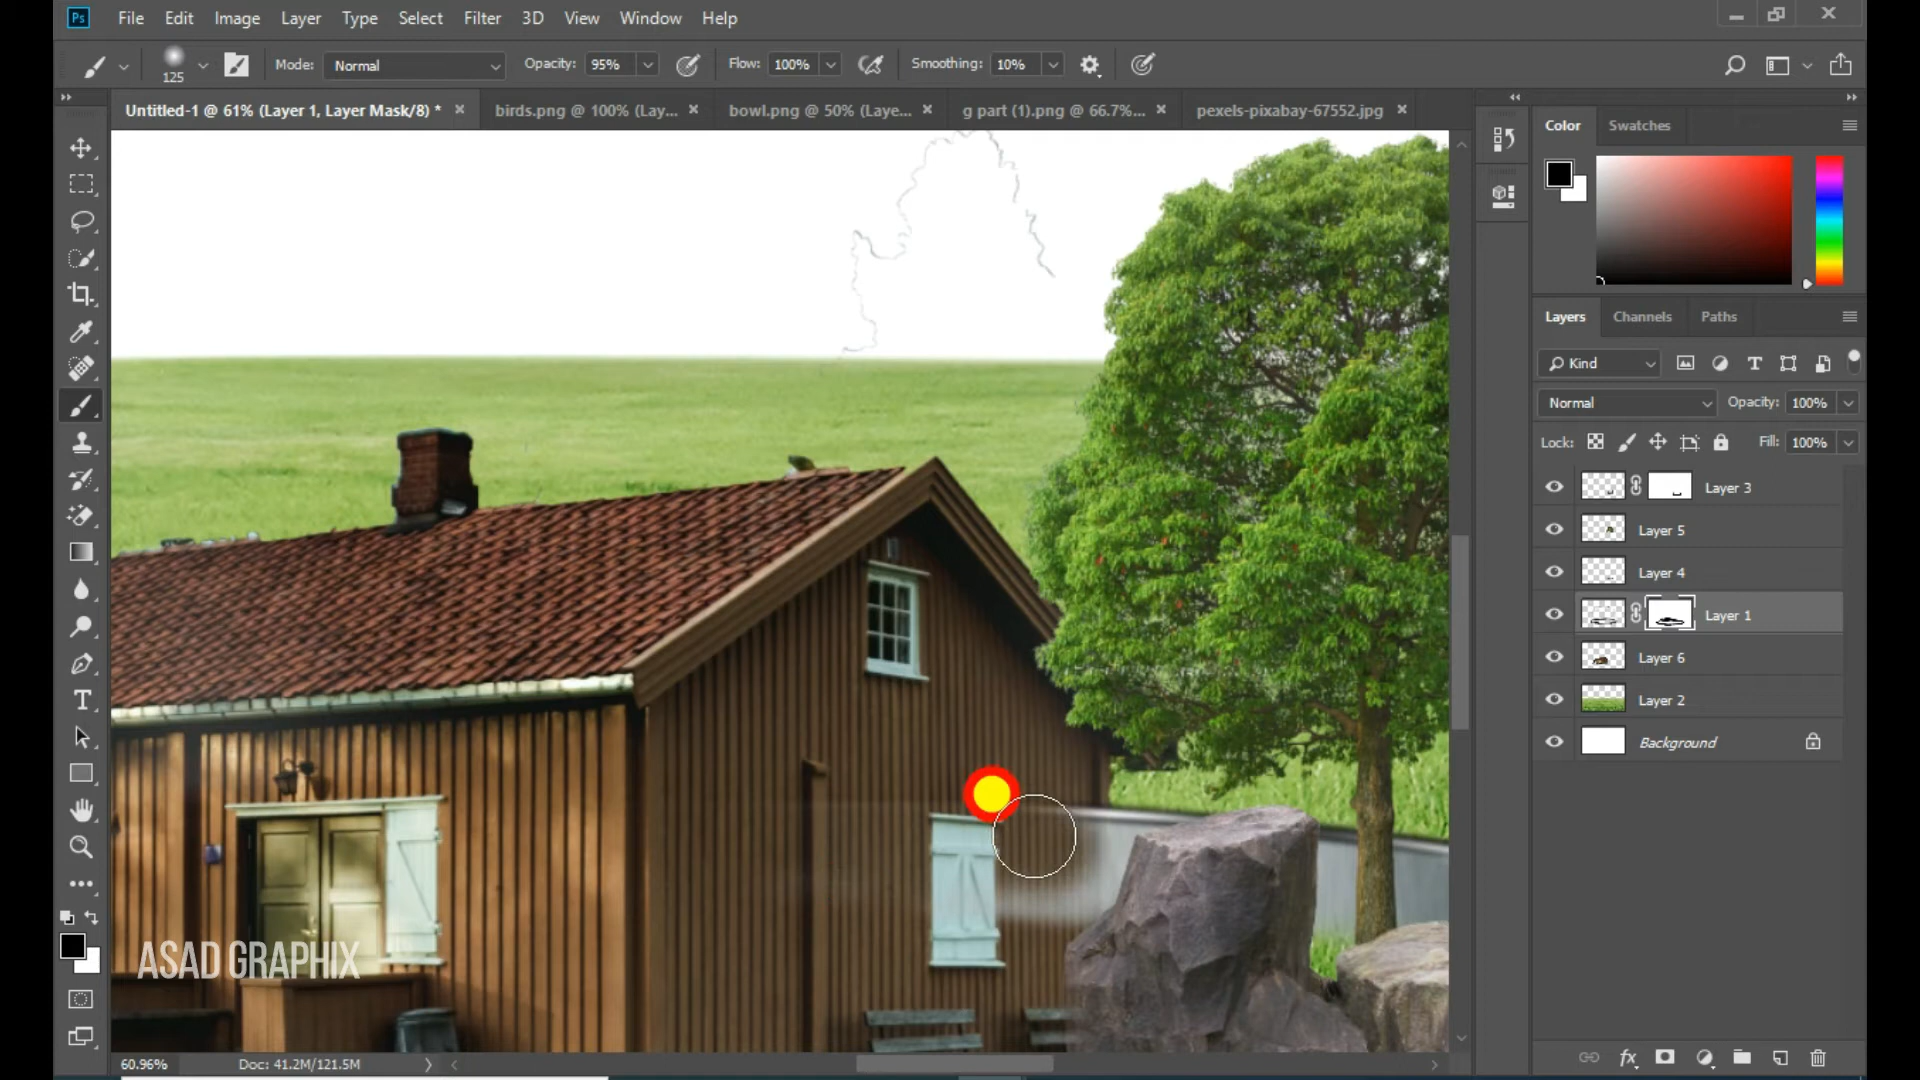 Ps File Edit Image Layer Type Select Filter 3D View Window Help
125 Mode: Normal Opacity: 95% Flow: 100% Smoothing: 10%
Untitled-1 @ 61% (Layer 1, Layer Mask/8) * birds.png @ 100% (Lay... bowl.png @ 50% (Laye... g part (1).png @ 66.7%... pexels-pixabay-67552.jpg
Color Swatches
Layers Channels Paths
Kind
Normal Opacity: 100%
Lock: Fill: 100%
Layer 3
Layer 5
Layer 4
Layer 1
Layer 6
Layer 2
Background
ASAD GRAPHIX
60.96% Doc: 41.2M/121.5M
fx